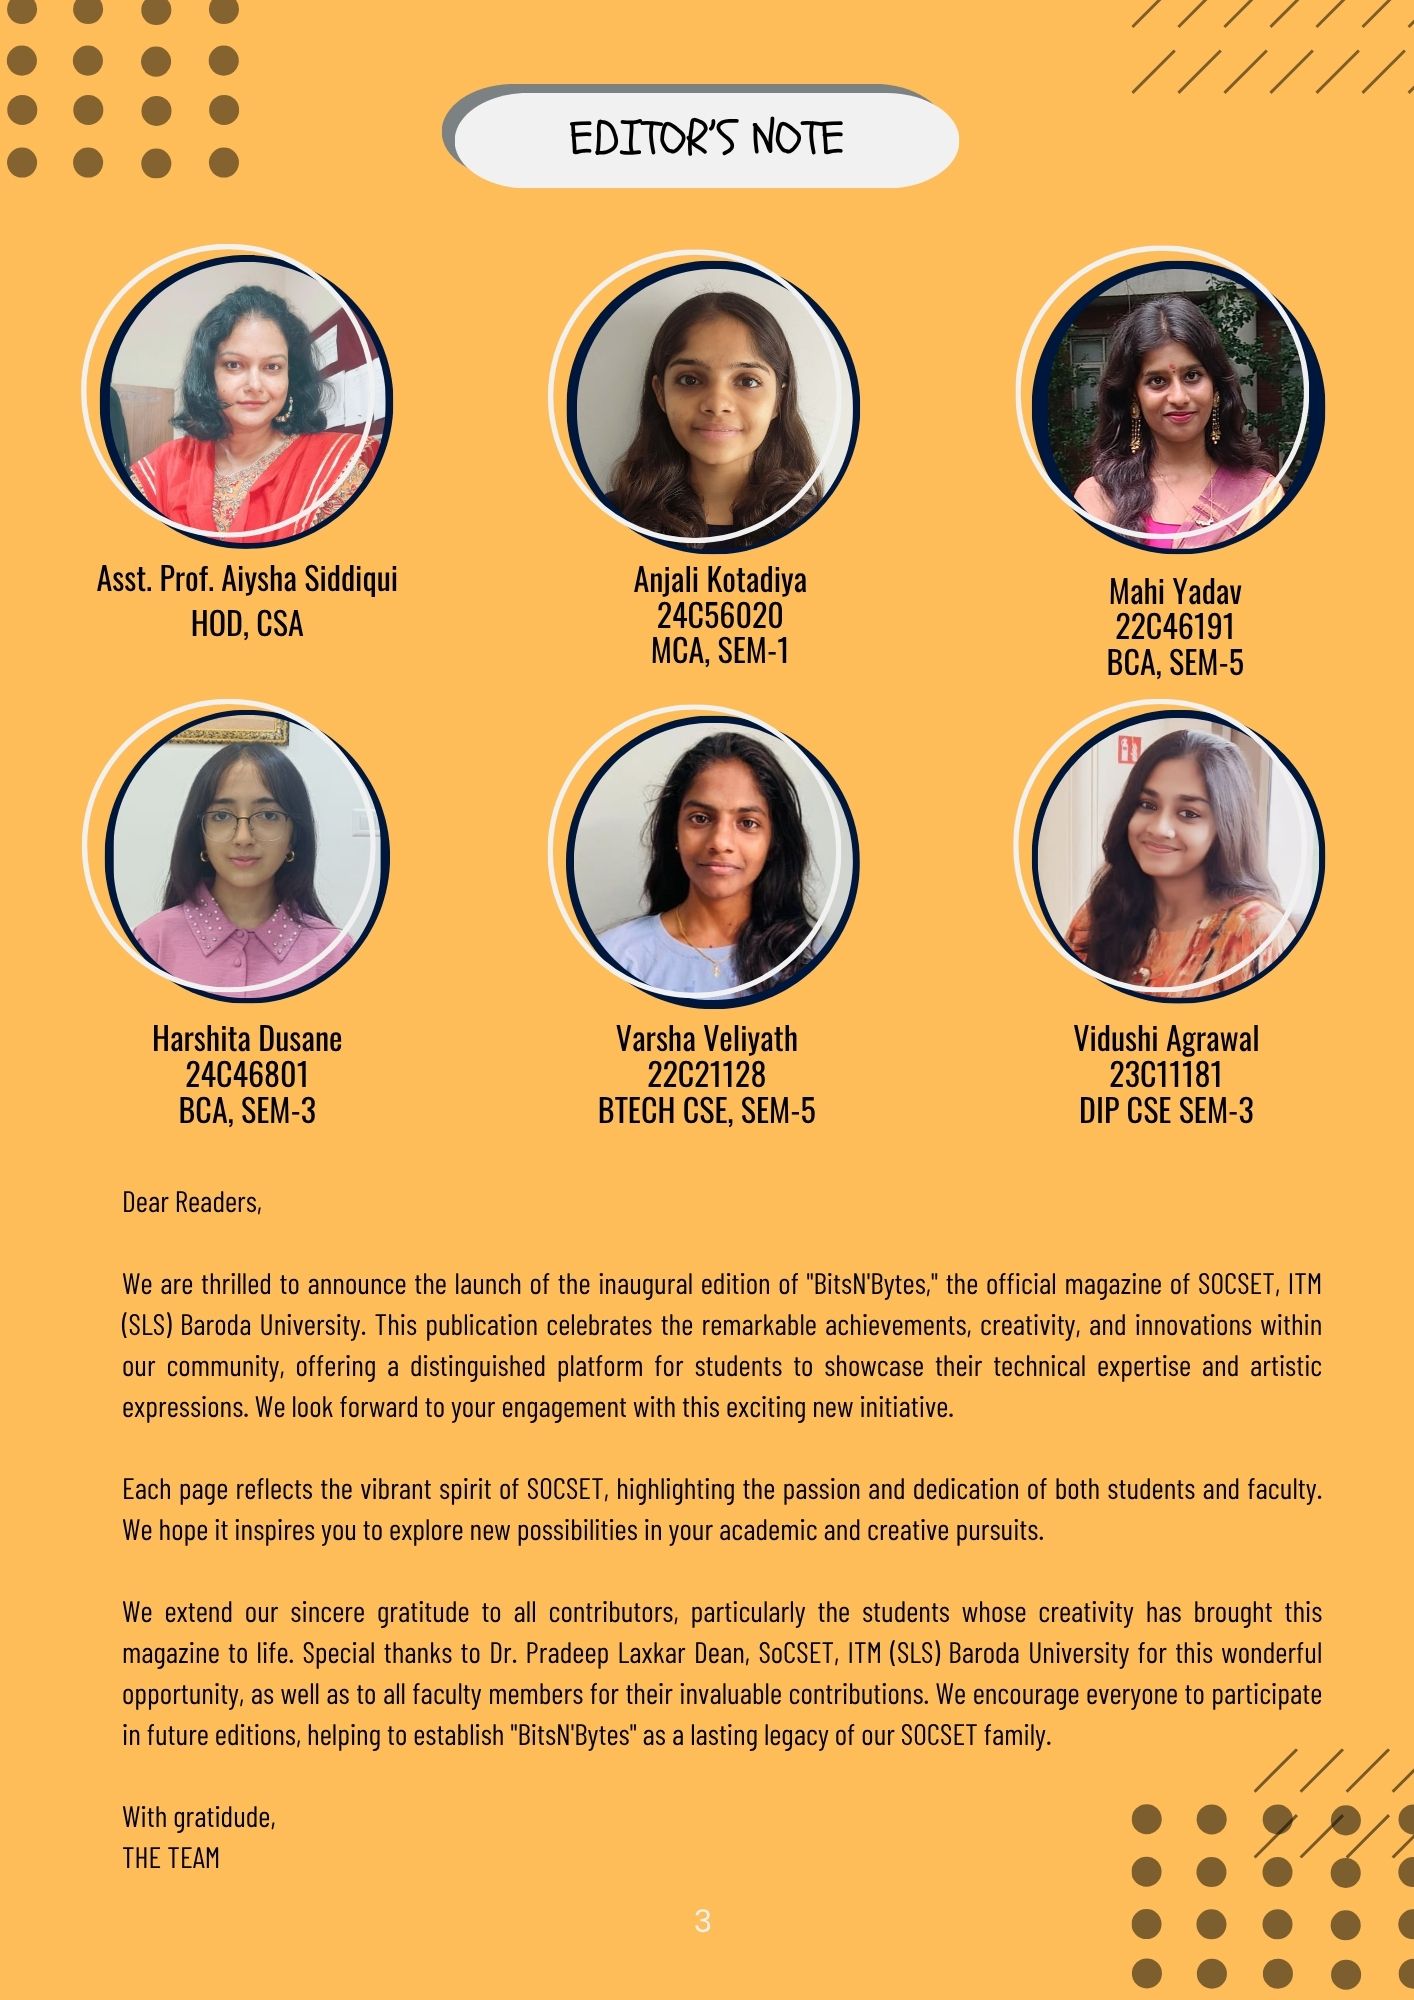 EDITOR'S NOTE
Asst. Prof. Aiysha Siddiqui
HOD, CSA
Anjali Kotadiya
24C56020
MCA, SEM-1
Mahi Yadav
22C46191
BCA, SEM-5
Harshita Dusane
24C46801
BCA, SEM-3
Varsha Veliyath
22C21128
BTECH CSE, SEM-5
Vidushi Agrawal
23C11181
DIP CSE SEM-3
Dear Readers,
We are thrilled to announce the launch of the inaugural edition of "BitsN'Bytes," the official magazine of SOCSET, ITM
(SLS) Baroda University. This publication celebrates the remarkable achievements, creativity, and innovations within
our community, offering a distinguished platform for students to showcase their technical expertise and artistic
expressions. We look forward to your engagement with this exciting new initiative.
Each page reflects the vibrant spirit of SOCSET, highlighting the passion and dedication of both students and faculty.
We hope it inspires you to explore new possibilities in your academic and creative pursuits.
We extend our sincere gratitude to all contributors, particularly the students whose creativity has brought this
magazine to life. Special thanks to Dr. Pradeep Laxkar Dean, SoCSET, ITM (SLS) Baroda University for this wonderful
opportunity, as well as to all faculty members for their invaluable contributions. We encourage everyone to participate
in future editions, helping to establish "BitsN'Bytes" as a lasting legacy of our SOCSET family.
With gratidude,
THE TEAM
3